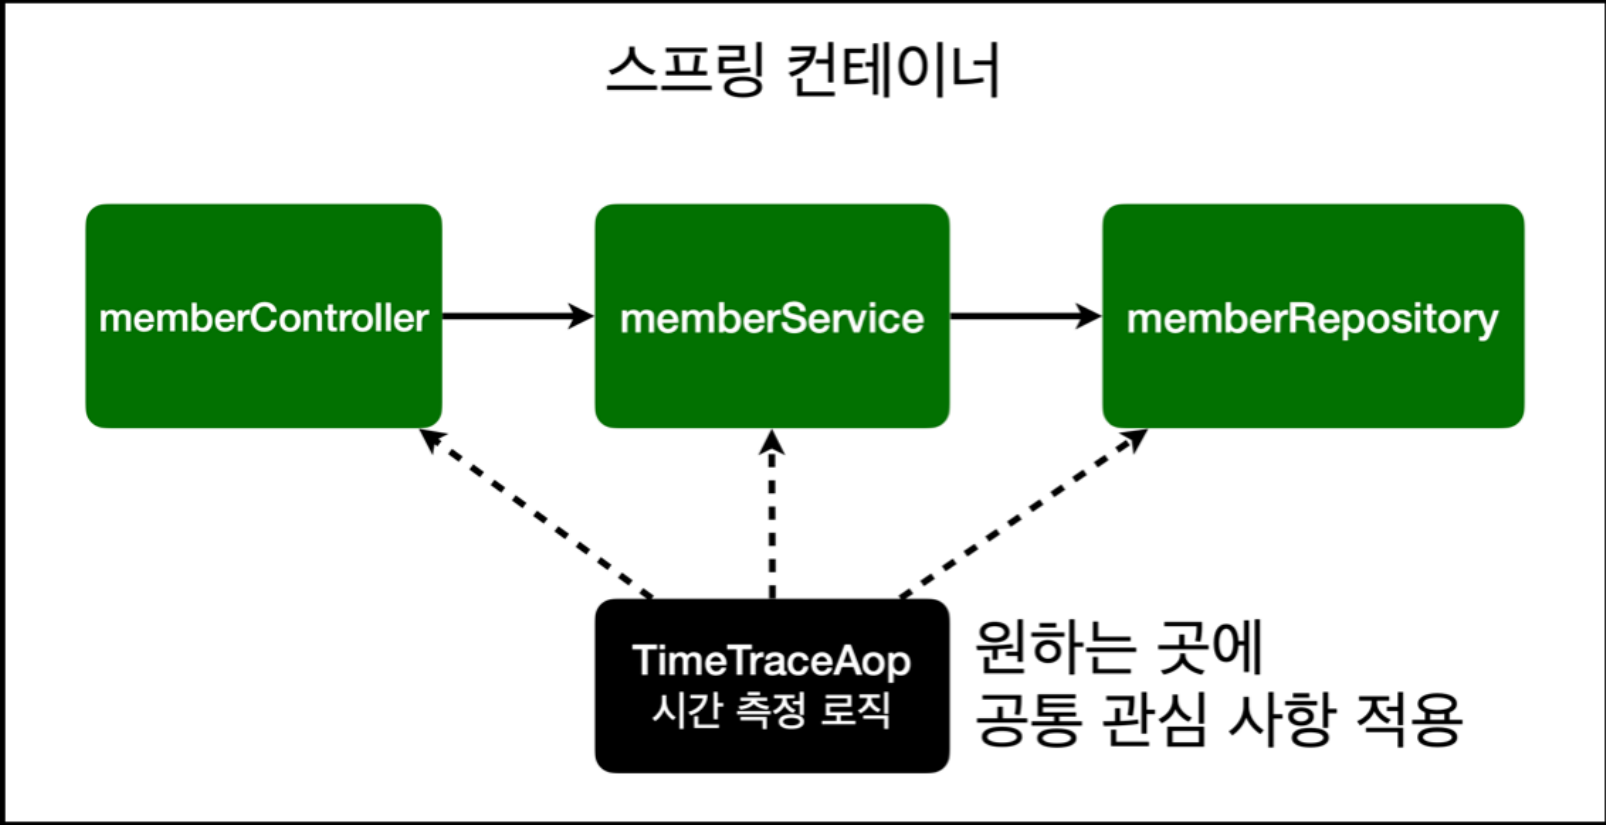 스프링 컨테이너
memberController
memberService
memberRepository
TimeTraceAop
시간 측정 로직
원하는 곳에
공통 관심 사항 적용